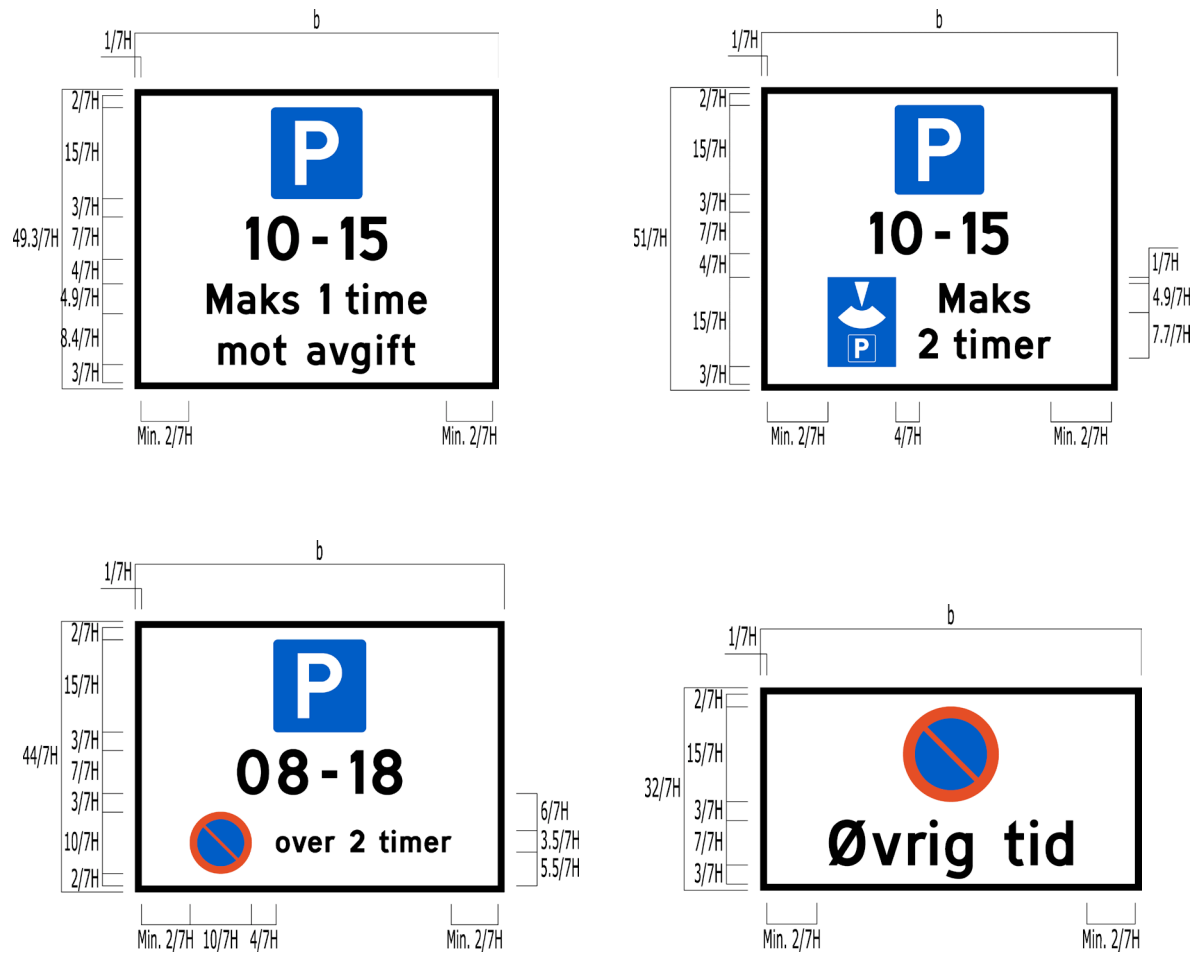 b
1/7H
2/7H
15/7H
3/7H
49.3/7H
7/7H
4/7H
4.9/7H
8.4/7H
3/7H
P
10 - 15
Maks 1 time
mot avgift
Min. 2/7H
Min. 2/7H
b
1/7H
2/7H
15/7H
3/7H
51/7H
7/7H
4/7H
15/7H
3/7H
P
10 - 15
P
Maks
2 timer
1/7H
4.9/7H
7.7/7H
Min. 2/7H
4/7H
Min. 2/7H
b
1/7H
2/7H
15/7H
3/7H
44/7H
7/7H
3/7H
10/7H
2/7H
P
08 - 18
over 2 timer
6/7H
3.5/7H
5.5/7H
Min. 2/7H
10/7H
4/7H
Min. 2/7H
b
1/7H
2/7H
15/7H
32/7H
3/7H
7/7H
3/7H
Øvrig tid
Min. 2/7H
Min. 2/7H